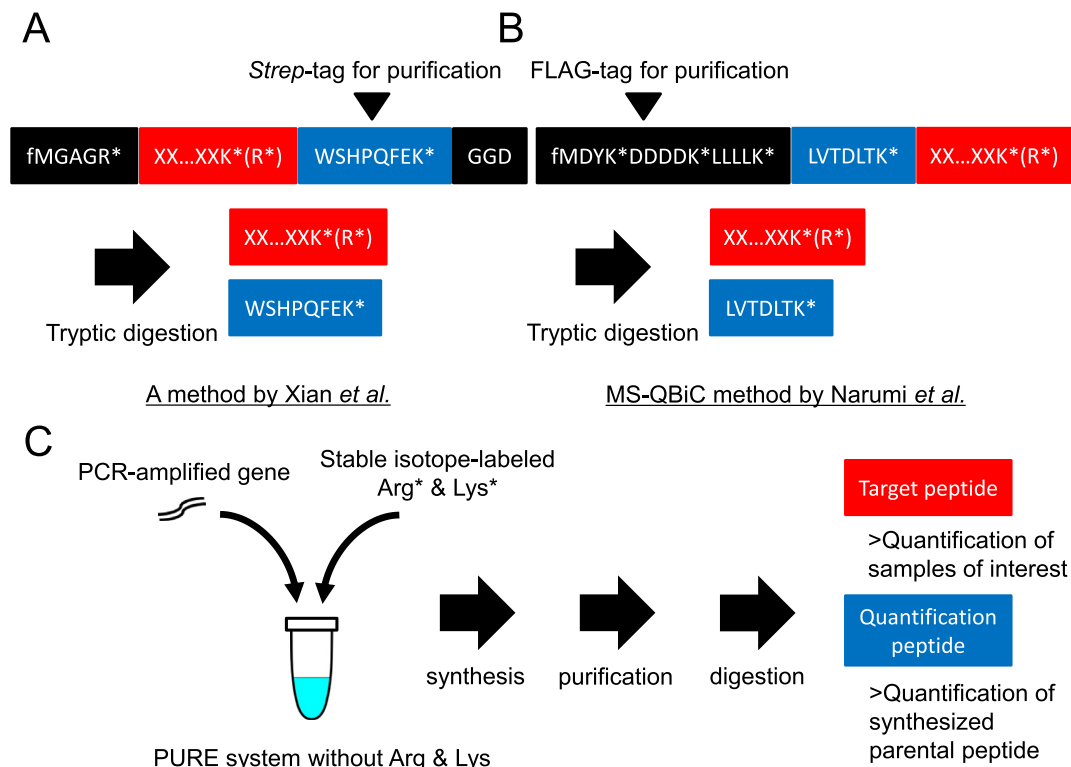 A
B
Strep-tag for purification
FLAG-tag for purification
fMGAGR*
XX...XXK*(R*)
WSHPQFEK*
GGD
fMDYK*DDDDK*LLLLK*
LVTDLTK*
XX...XXK*(R*)
XX...XXK*(R*)
WSHPQFEK*
Tryptic digestion
XX...XXK*(R*)
LVTDLTK*
Tryptic digestion
A method by Xian et al.
MS-QBiC method by Narumi et al.
C
PCR-amplified gene
Stable isotope-labeled
Arg* & Lys*
PURE system without Arg & Lys
synthesis
purification
digestion
Target peptide
>Quantification of
samples of interest
Quantification
peptide
>Quantification of
synthesized
parental peptide